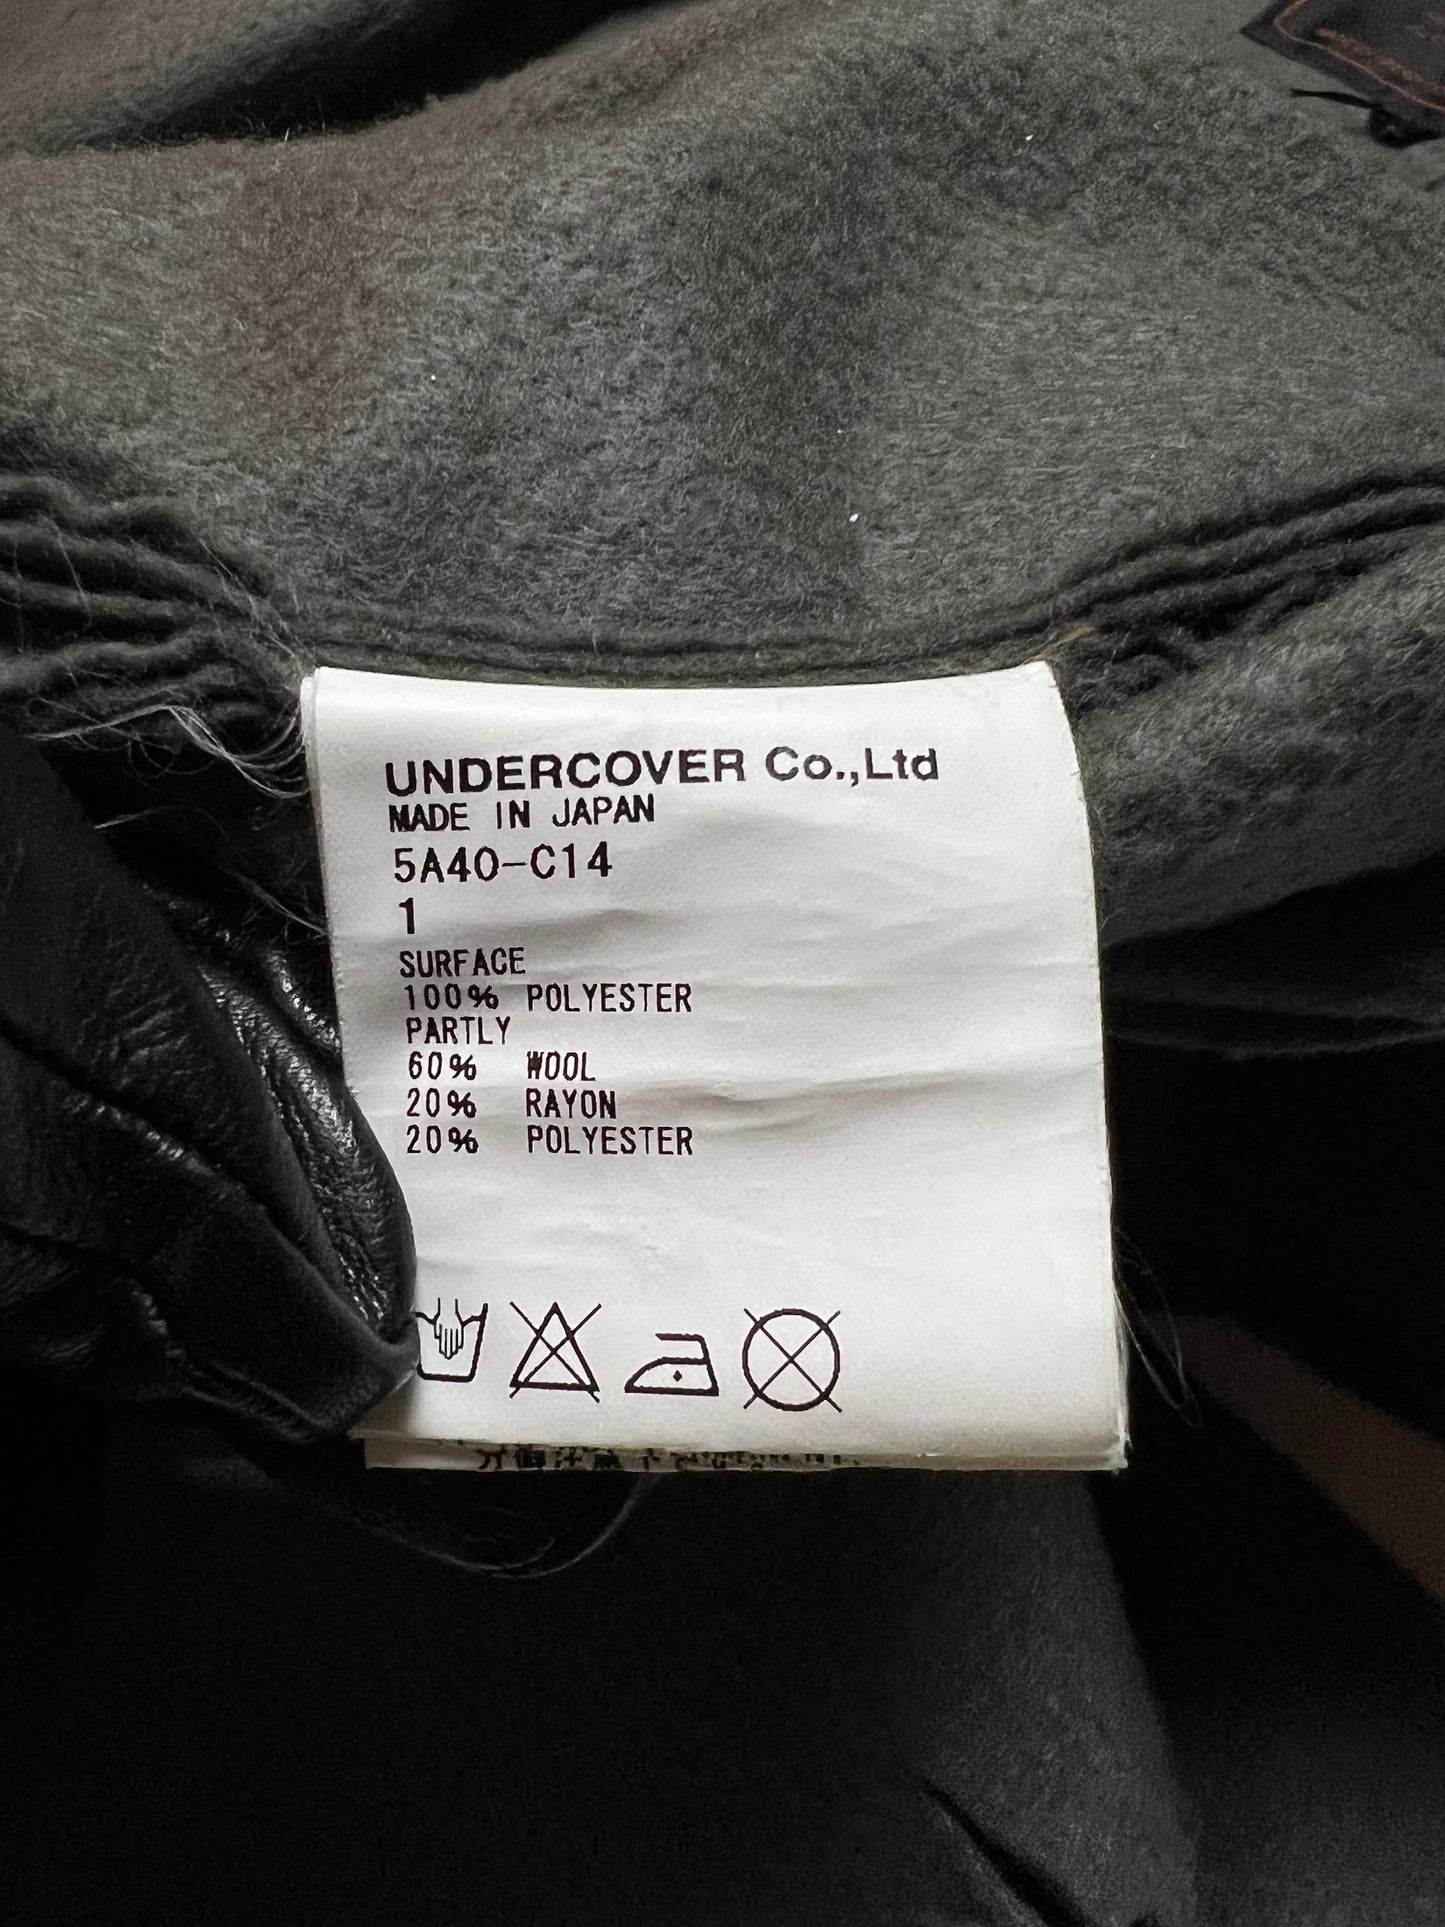 UNDERCOVER Co.,Ltd
MADE IN JAPAN
5A40-C14
1
SURFACE
100% POLYESTER
PARTLY
60% WOOL
20% RAYON
20% POLYESTER